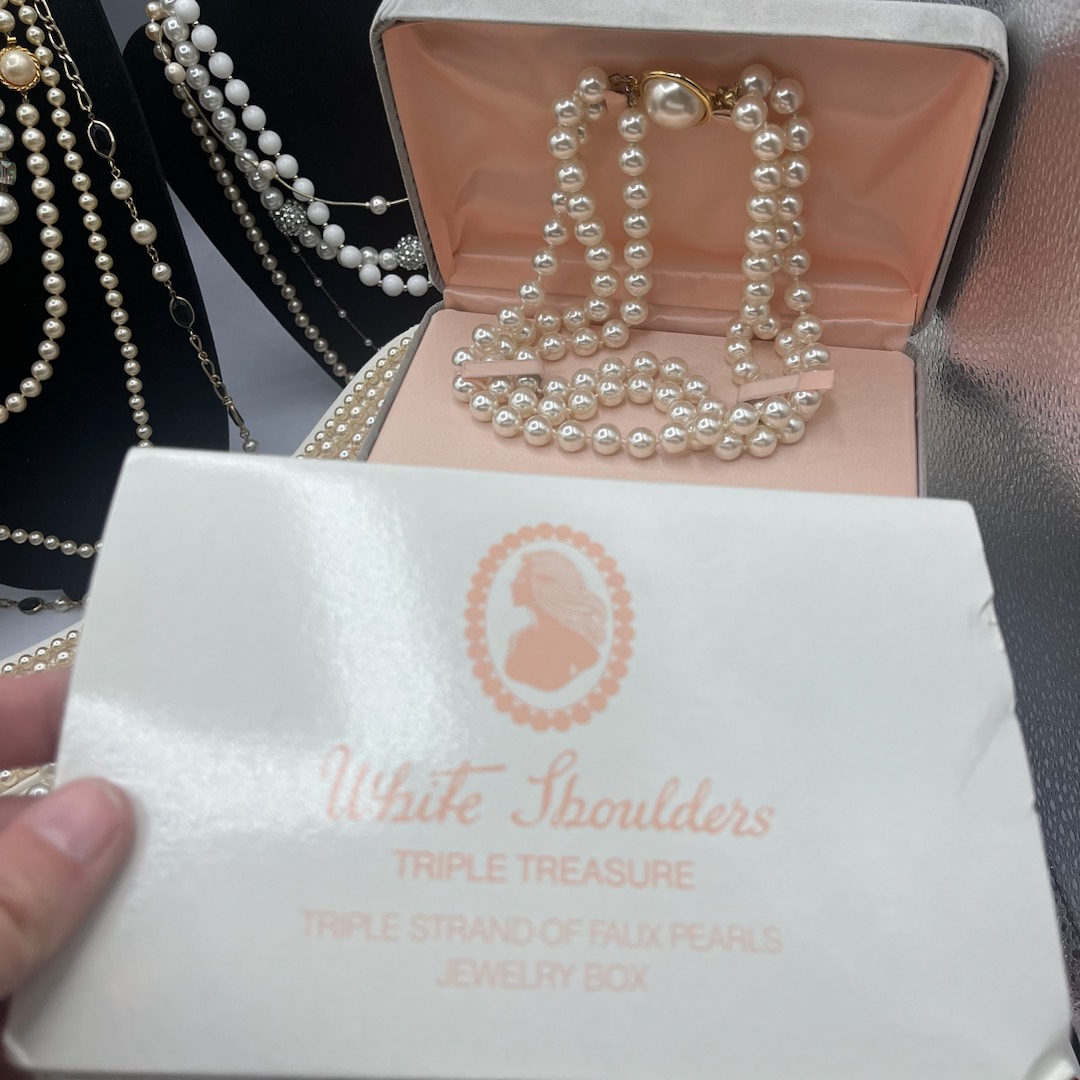 White Shoulders
TRIPLE TREASURE
TRIPLE STRAND OF FAUX PEARLS
JEWELRY BOX